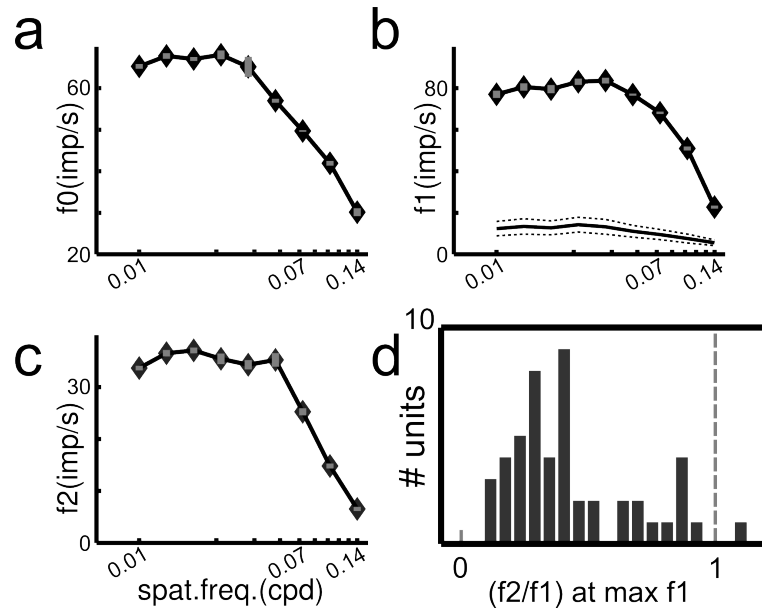 a
f0(imp/s)
60
20
0.01
0.07
0.14
b
f1(imp/s)
80
0
0.01
0.07
0.14
c
f2(imp/s)
30
0
0.01
0.07
0.14
spat.freq.(cpd)
d
# units
10
0
1
(f2/f1) at max f1